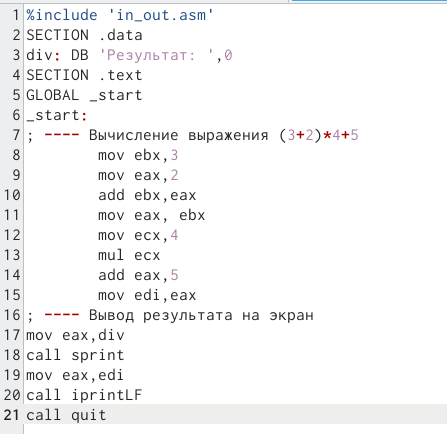 1 %include 'in_out.asm'
2 SECTION .data
3 div: DB 'Результат: ',0
4 SECTION .text
5 GLOBAL _start
6 _start:
7 ; ---- Вычисление выражения (3+2)*4+5
8 mov ebx,3
9 mov eax,2
10 add ebx,eax
11 mov eax, ebx
12 mov ecx,4
13 mul ecx
14 add eax,5
15 mov edi,eax
16 ; ---- Вывод результата на экран
17 mov eax,div
18 call sprint
19 mov eax,edi
20 call iprintLF
21 call quit